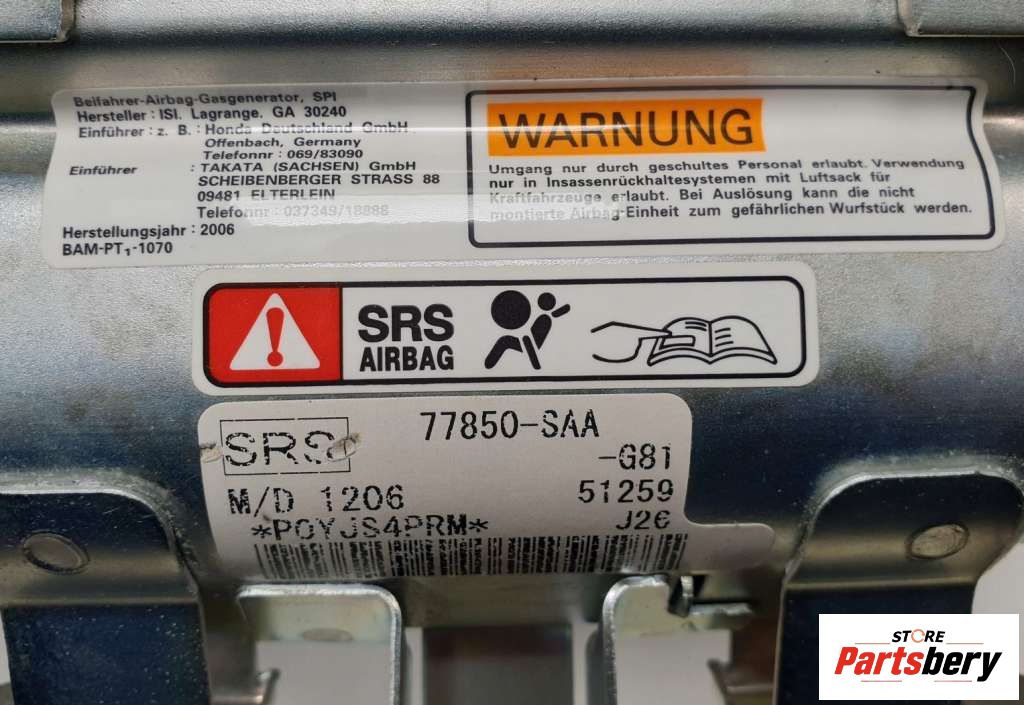 Beifahrer-Airbag-Gasgenerator, SPI
Hersteller : ISI. Lagrange. GA 30240
Einführer : z. B. : Honda Deutschland GmbH
Offenbach, Germany
Telefonnr : 069/83090
Einführer : TAKATA (SACHSEN) GmbH
SCHEIBENBERGER STRASS 88
09481 ELTERLEIN
Telefonnr : 037349/18888
Herstellungsjahr : 2006
BAM-PT₁-1070
WARNUNG
Umgang nur durch geschultes Personal erlaubt. Verwendung
nur in Insassenrückhaltesystemen mit Luftsack für
Kraftfahrzeuge erlaubt. Bei Auslösung kann die nicht
montierte Airbag-Einheit zum gefährlichen Wurfstück werden.
SRS
AIRBAG
SRS
77850-SAA
-G81
M/D 1206
51259
*P0YJS4PRM*
J26
STORE
Partsbery